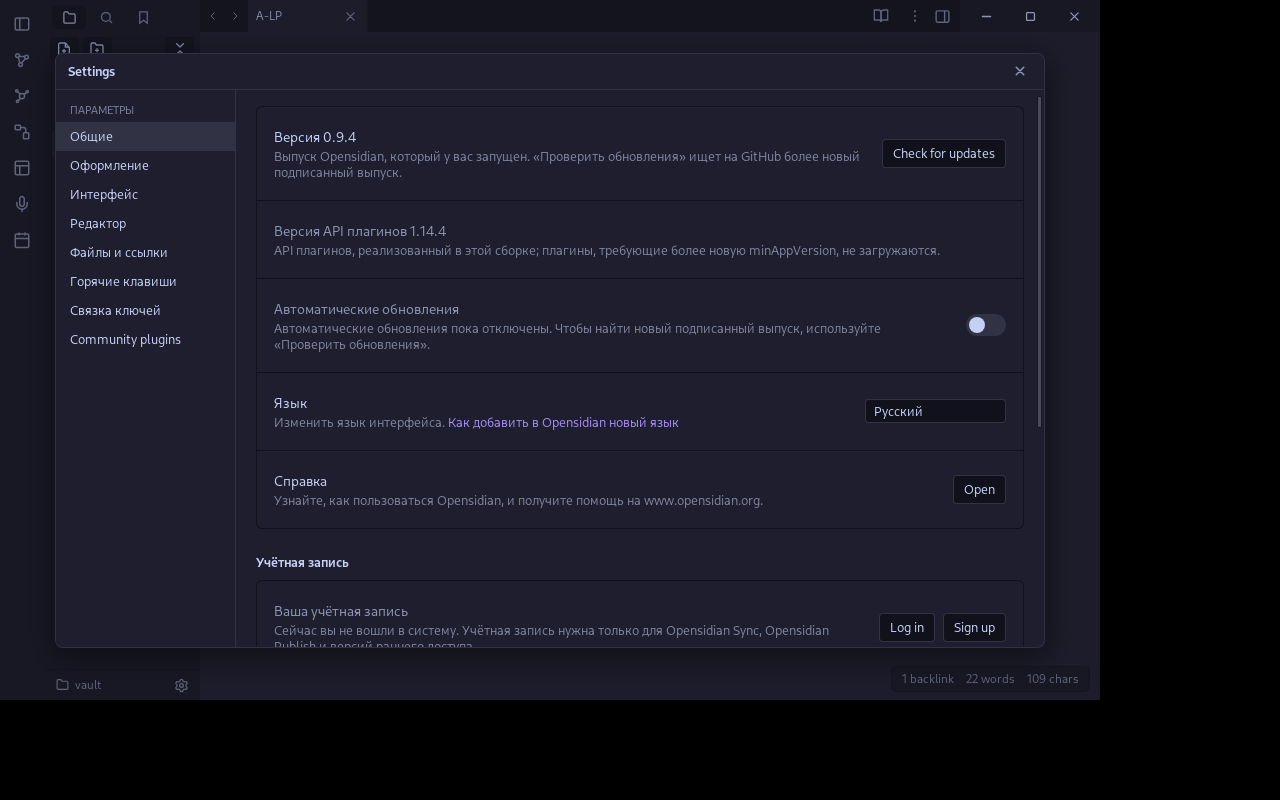 A-LP
Settings
ПАРАМЕТРЫ
Общие
Оформление
Интерфейс
Редактор
Файлы и ссылки
Горячие клавиши
Связка ключей
Community plugins
Версия 0.9.4
Выпуск Opensidian, который у вас запущен. «Проверить обновления» ищет на GitHub более новый
подписанный выпуск.
Check for updates
Версия API плагинов 1.14.4
API плагинов, реализованный в этой сборке; плагины, требующие более новую minAppVersion, не загружаются.
Автоматические обновления
Автоматические обновления пока отключены. Чтобы найти новый подписанный выпуск, используйте
«Проверить обновления».
Язык
Изменить язык интерфейса. Как добавить в Opensidian новый язык
Русский
Справка
Узнайте, как пользоваться Opensidian, и получите помощь на www.opensidian.org.
Open
Учётная запись
Ваша учётная запись
Сейчас вы не вошли в систему. Учётная запись нужна только для Opensidian Sync, Opensidian
Publish и версий раннего доступа.
Log in
Sign up
vault
1 backlink 22 words 109 chars